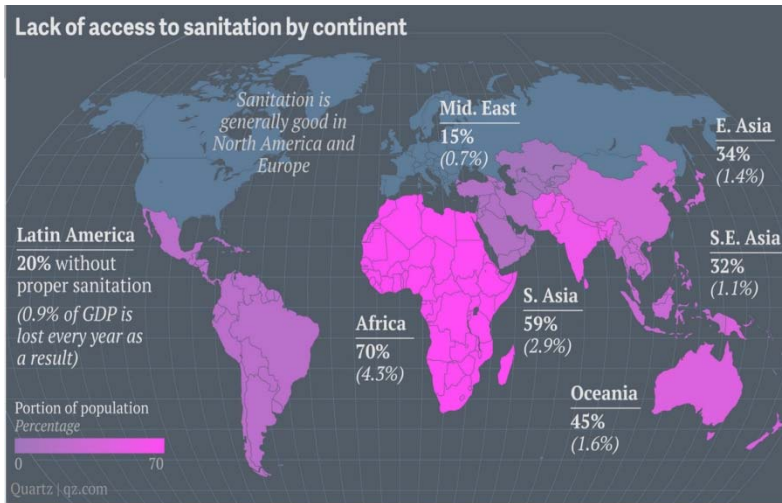 Lack of access to sanitation by continent
Sanitation is
generally good in
North America and
Europe
Mid. East
15%
(0.7%)
E. Asia
34%
(1.4%)
Latin America
20% without
proper sanitation
(0.9% of GDP is
lost every year as
a result)
S.E. Asia
32%
(1.1%)
S. Asia
59%
(2.9%)
Africa
70%
(4.3%)
Oceania
45%
(1.6%)
Portion of population
Percentage
0 70
Quartz | qz.com